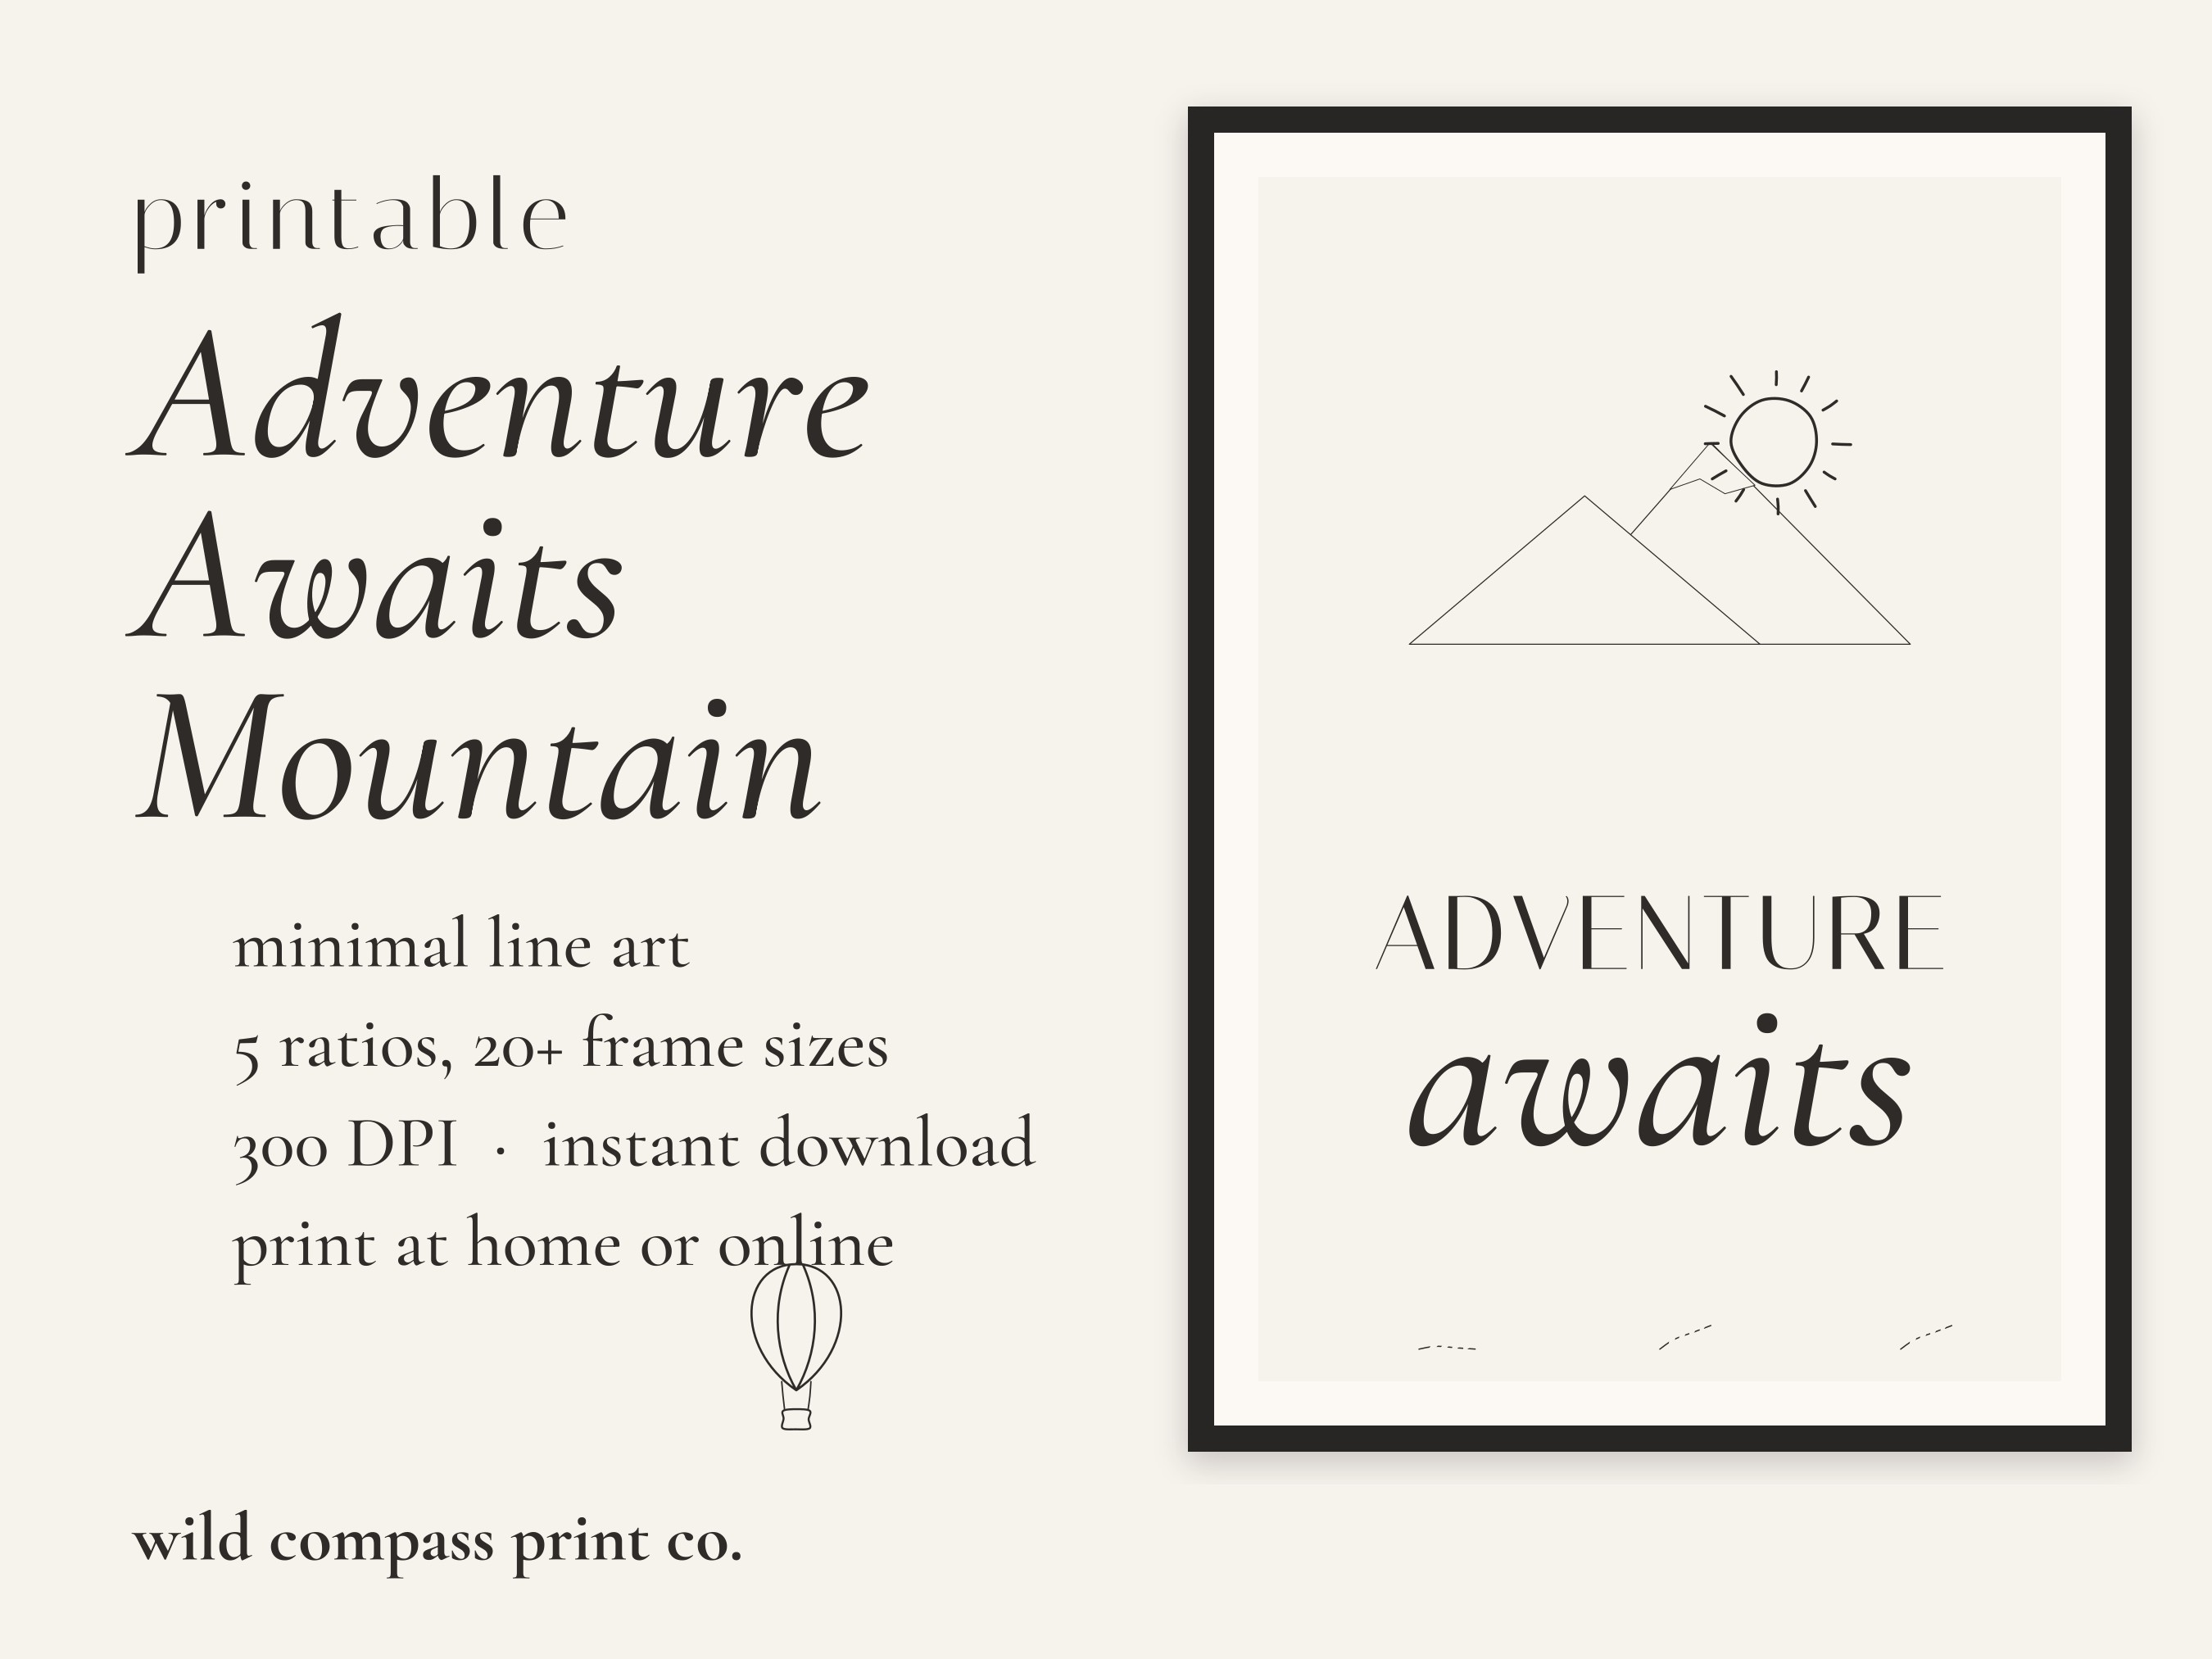 printable
Adventure
Awaits
Mountain
minimal line art
5 ratios, 20+ frame sizes
300 DPI · instant download
print at home or online
wild compass print co.
ADVENTURE
awaits